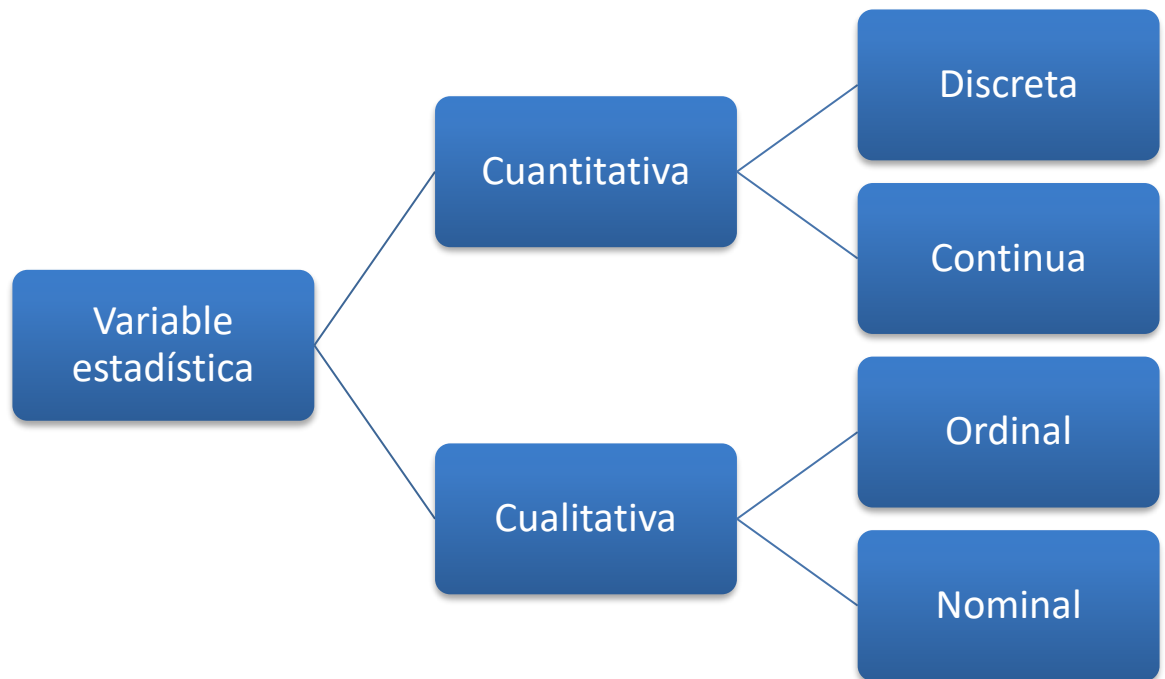 Variable
estadística
Cuantitativa
Discreta
Continua
Cualitativa
Ordinal
Nominal